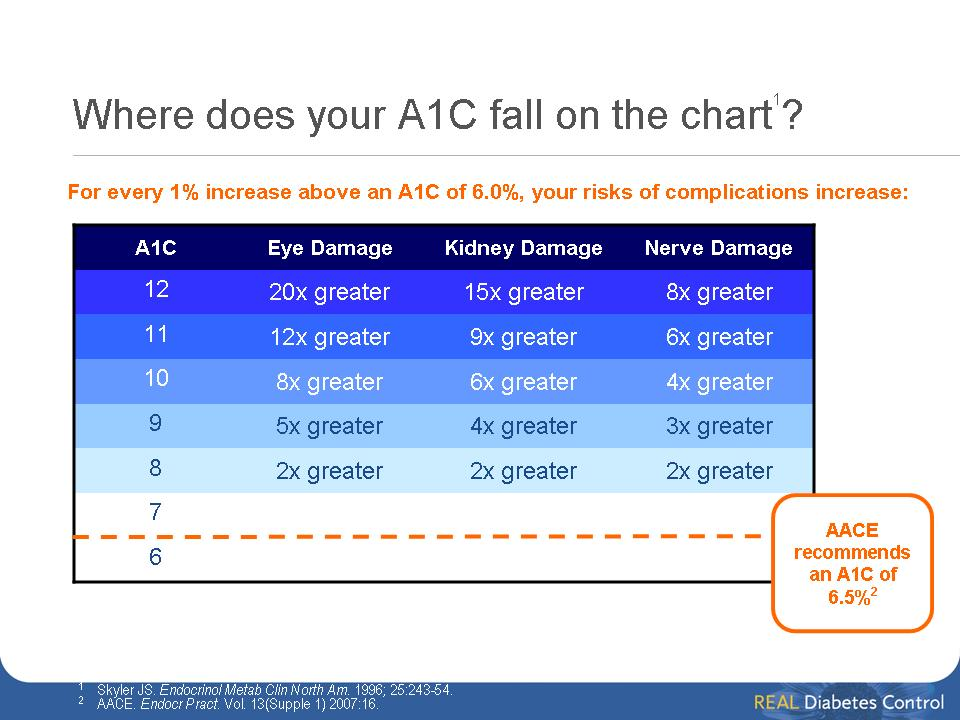 Where does your A1C fall on the chart1?
For every 1% increase above an A1C of 6.0%, your risks of complications increase:
A1C Eye Damage Kidney Damage Nerve Damage
12 20x greater 15x greater 8x greater
11 12x greater 9x greater 6x greater
10 8x greater 6x greater 4x greater
9 5x greater 4x greater 3x greater
8 2x greater 2x greater 2x greater
7
6
AACE
recommends
an A1C of
6.5%2
1 Skyler JS. Endocrinol Metab Clin North Am. 1996; 25:243-54.
2 AACE. Endocr Pract. Vol. 13(Supple 1) 2007:16.
REAL Diabetes Control